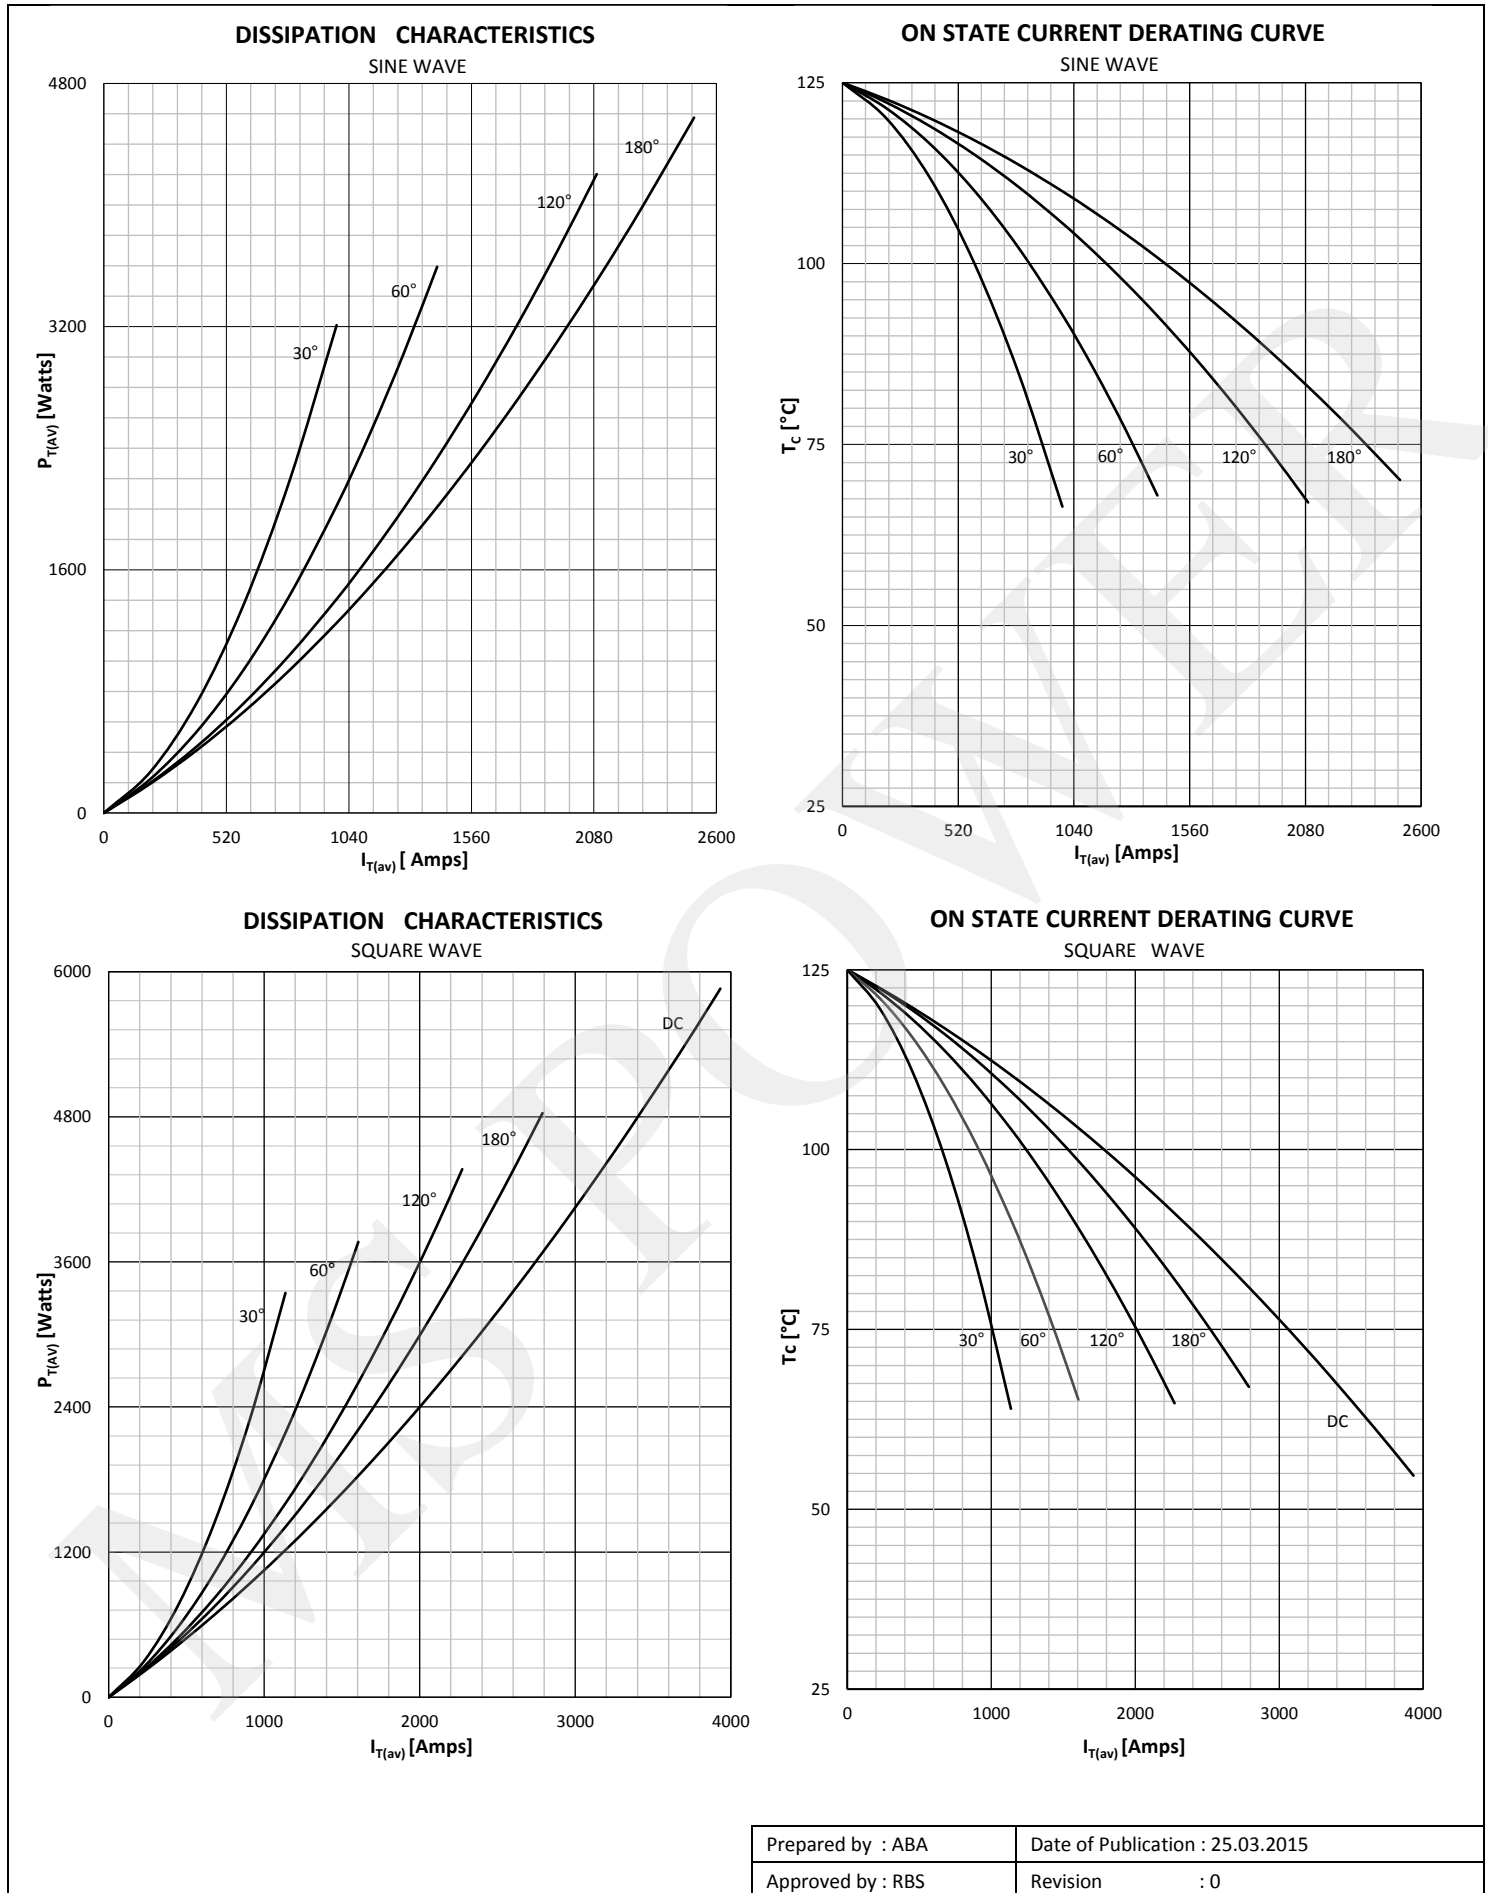 DISSIPATION CHARACTERISTICS
SINE WAVE
4800
3200
1600
0
P_T(AV) [Watts]
30°
60°
120°
180°
0 520 1040 1560 2080 2600
I_T(av) [ Amps]
ON STATE CURRENT DERATING CURVE
SINE WAVE
125
100
75
50
25
T_C [°C]
30° 60° 120° 180°
0 520 1040 1560 2080 2600
I_T(av) [Amps]
DISSIPATION CHARACTERISTICS
SQUARE WAVE
6000
4800
3600
2400
1200
0
P_T(AV) [Watts]
30°
60°
120°
180°
DC
0 1000 2000 3000 4000
I_T(av) [Amps]
ON STATE CURRENT DERATING CURVE
SQUARE WAVE
125
100
75
50
25
Tc [°C]
30° 60° 120° 180°
DC
0 1000 2000 3000 4000
I_T(av) [Amps]
MS POWER
Prepared by : ABA Date of Publication : 25.03.2015
Approved by : RBS Revision : 0